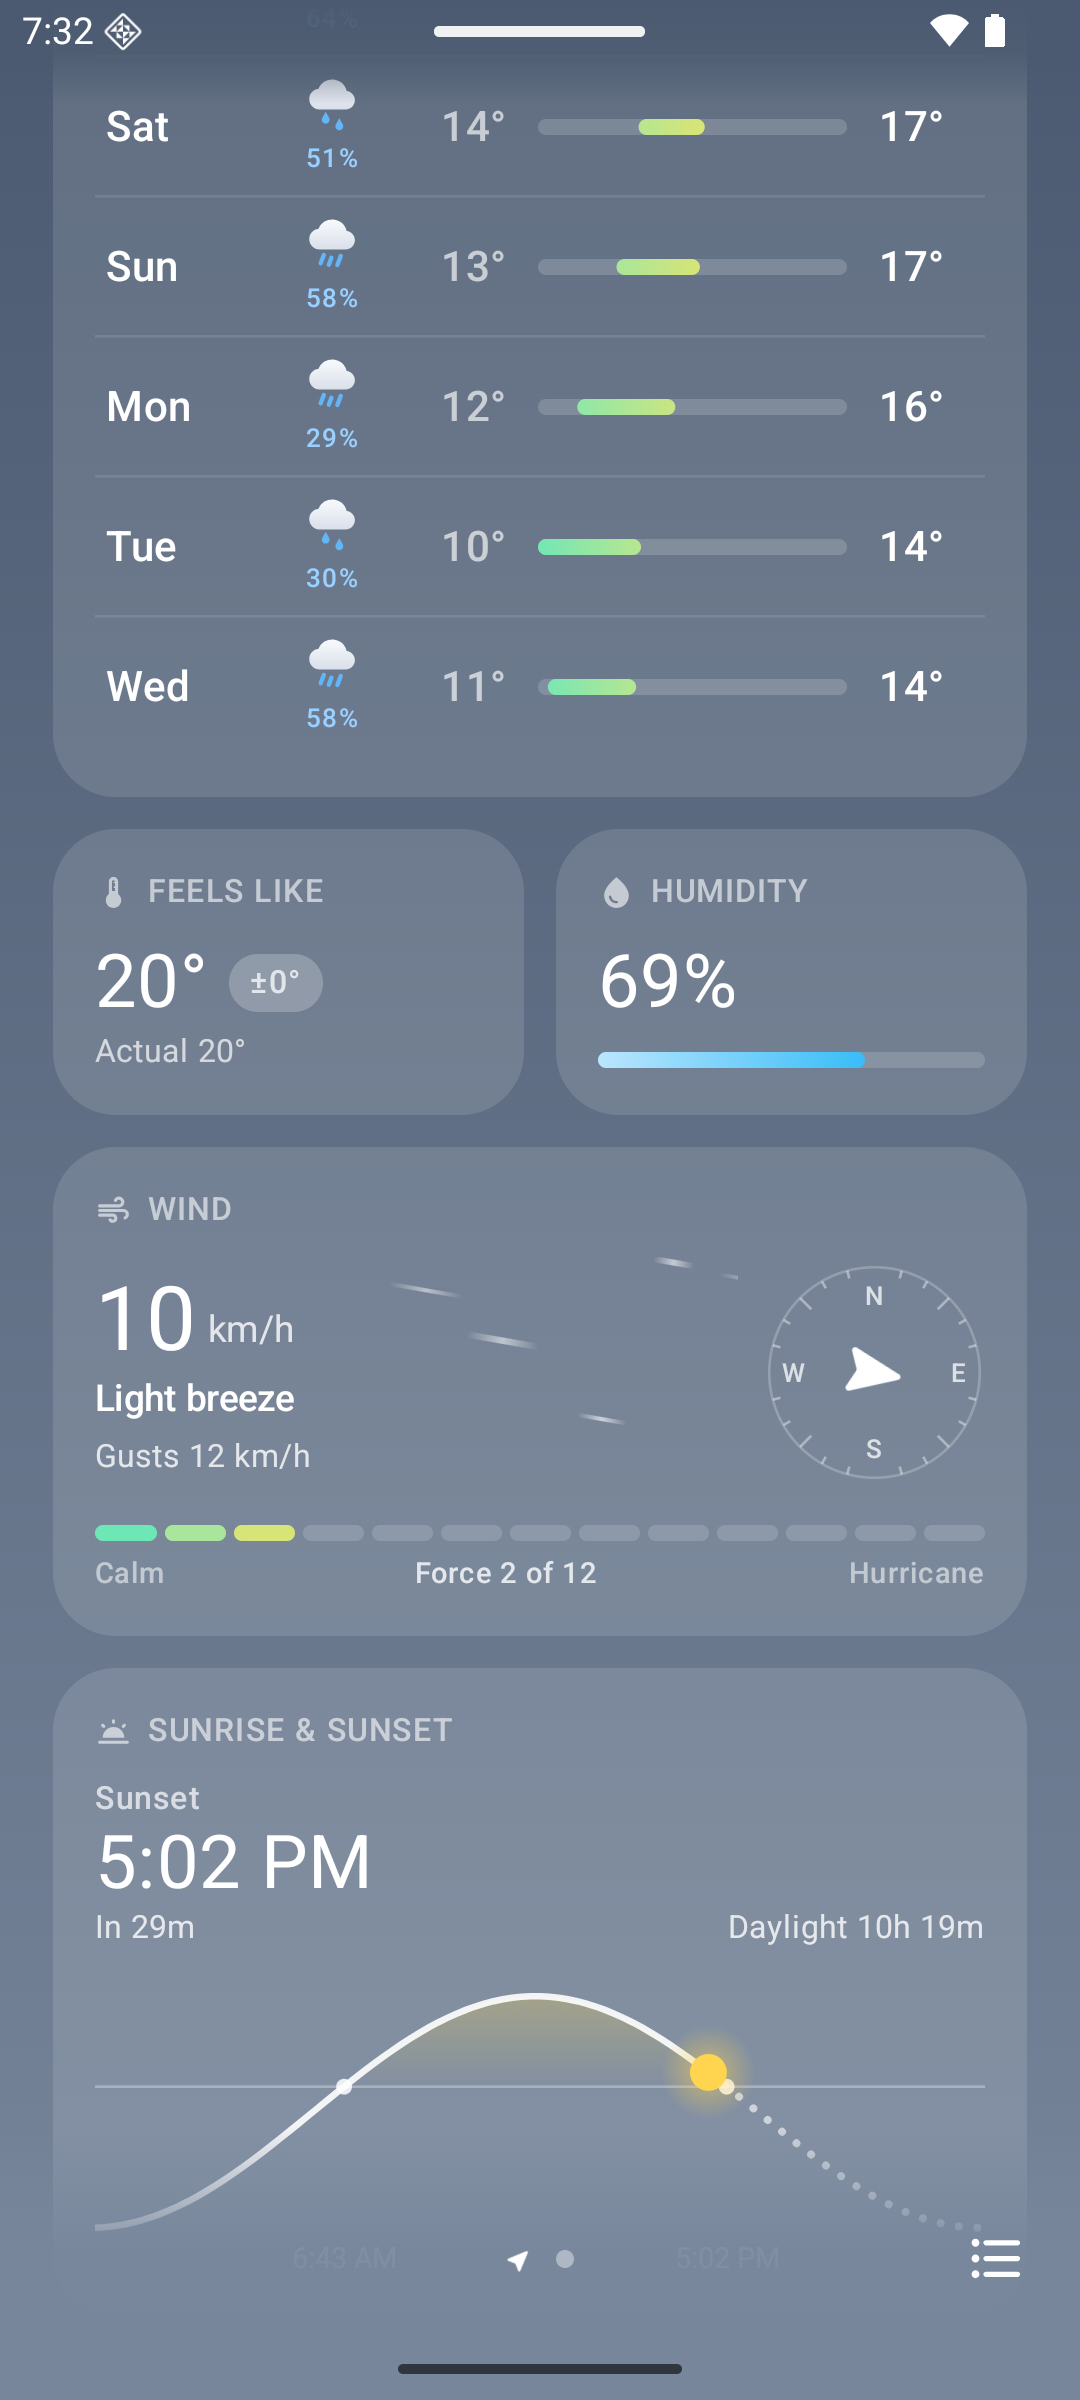 7:32
64%
Sat 51% 14° 17°
Sun 58% 13° 17°
Mon 29% 12° 16°
Tue 30% 10° 14°
Wed 58% 11° 14°
FEELS LIKE
20° ±0°
Actual 20°
HUMIDITY
69%
WIND
10 km/h
Light breeze
Gusts 12 km/h
N
W E
S
Calm Force 2 of 12 Hurricane
SUNRISE & SUNSET
Sunset
5:02 PM
In 29m Daylight 10h 19m
6:43 AM 5:02 PM